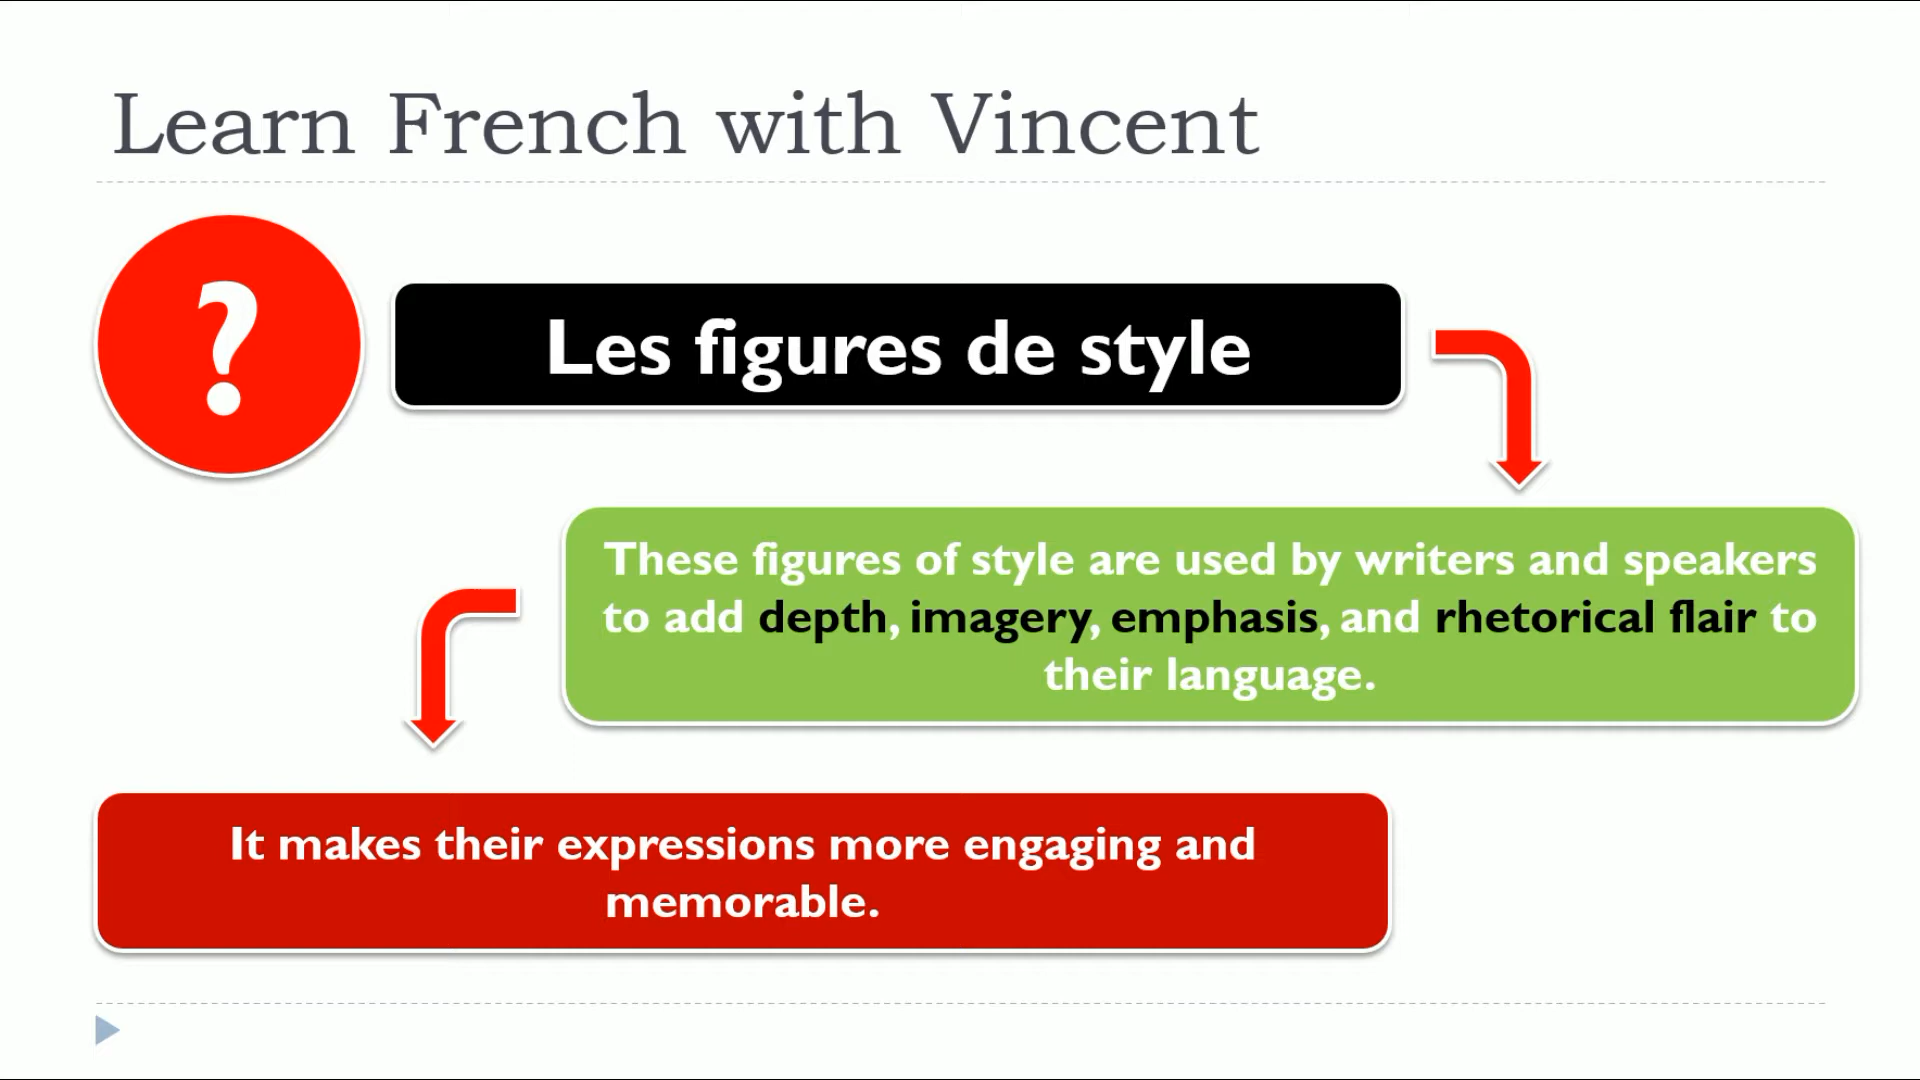 Learn French with Vincent
?
Les figures de style
These figures of style are used by writers and speakers
to add depth, imagery, emphasis, and rhetorical flair to
their language.
It makes their expressions more engaging and
memorable.